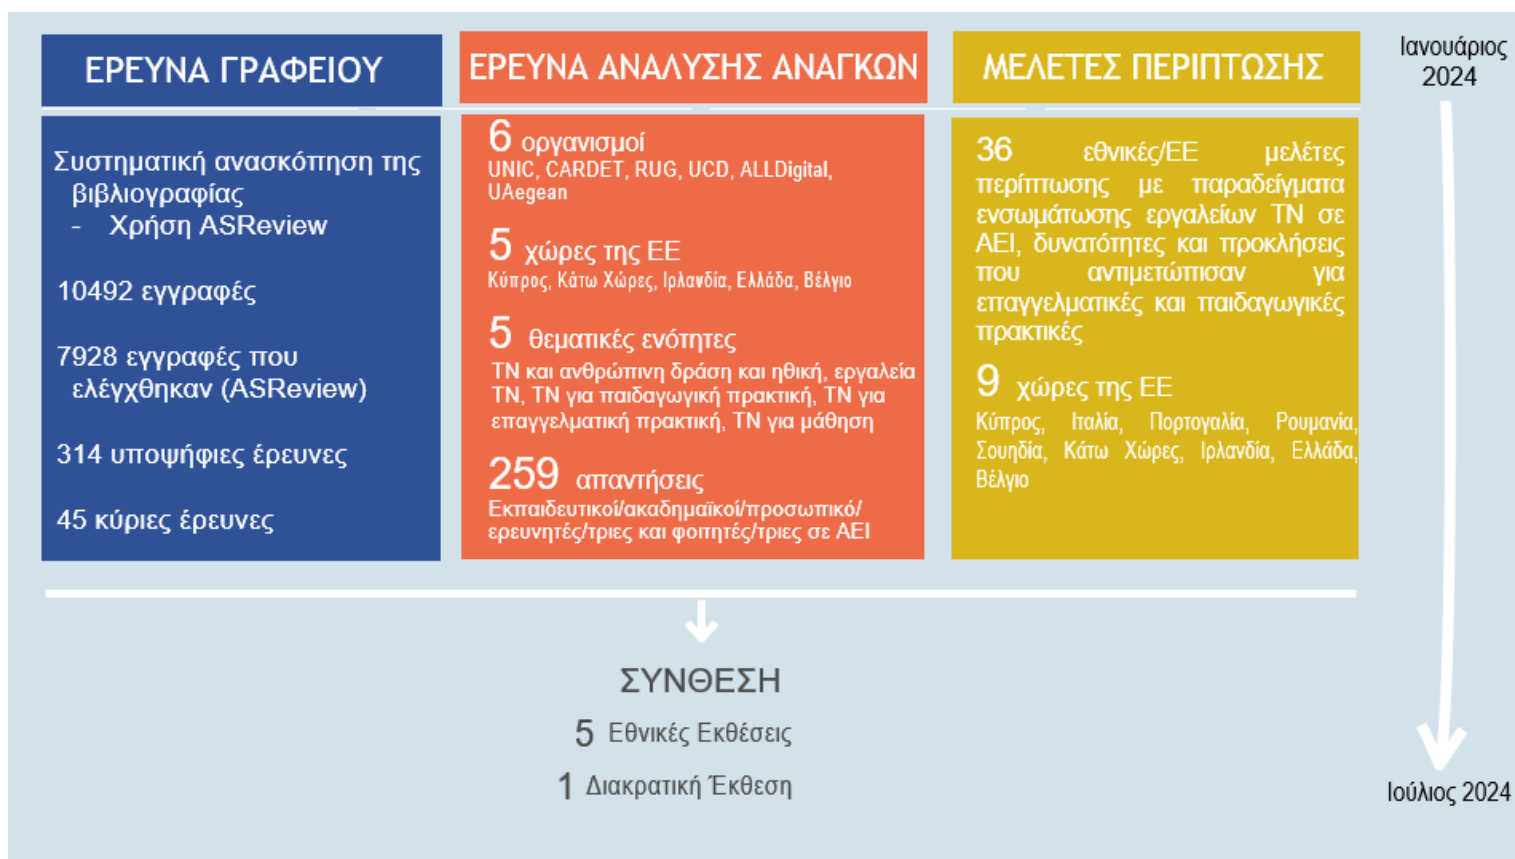 ΕΡΕΥΝΑ ΓΡΑΦΕΙΟΥ
Συστηματική ανασκόπηση της
βιβλιογραφίας
- Χρήση ASReview
10492 εγγραφές
7928 εγγραφές που
ελέγχθηκαν (ASReview)
314 υποψήφιες έρευνες
45 κύριες έρευνες
ΕΡΕΥΝΑ ΑΝΑΛΥΣΗΣ ΑΝΑΓΚΩΝ
6 οργανισμοί
UNIC, CARDET, RUG, UCD, ALLDigital,
UAegean
5 χώρες της ΕΕ
Κύπρος, Κάτω Χώρες, Ιρλανδία, Ελλάδα, Βέλγιο
5 θεματικές ενότητες
ΤΝ και ανθρώπινη δράση και ηθική, εργαλεία
ΤΝ, ΤΝ για παιδαγωγική πρακτική, ΤΝ για
επαγγελματική πρακτική, ΤΝ για μάθηση
259 απαντήσεις
Εκπαιδευτικοί/ακαδημαϊκοί/προσωπικό/
ερευνητές/τριες και φοιτητές/τριες σε ΑΕΙ
ΜΕΛΕΤΕΣ ΠΕΡΙΠΤΩΣΗΣ
36 εθνικές/ΕΕ μελέτες
περίπτωσης με παραδείγματα
ενσωμάτωσης εργαλείων ΤΝ σε
ΑΕΙ, δυνατότητες και προκλήσεις
που αντιμετώπισαν για
επαγγελματικές και παιδαγωγικές
πρακτικές
9 χώρες της ΕΕ
Κύπρος, Ιταλία, Πορτογαλία, Ρουμανία,
Σουηδία, Κάτω Χώρες, Ιρλανδία, Ελλάδα,
Βέλγιο
Ιανουάριος
2024
Ιούλιος 2024
ΣΥΝΘΕΣΗ
5 Εθνικές Εκθέσεις
1 Διακρατική Έκθεση